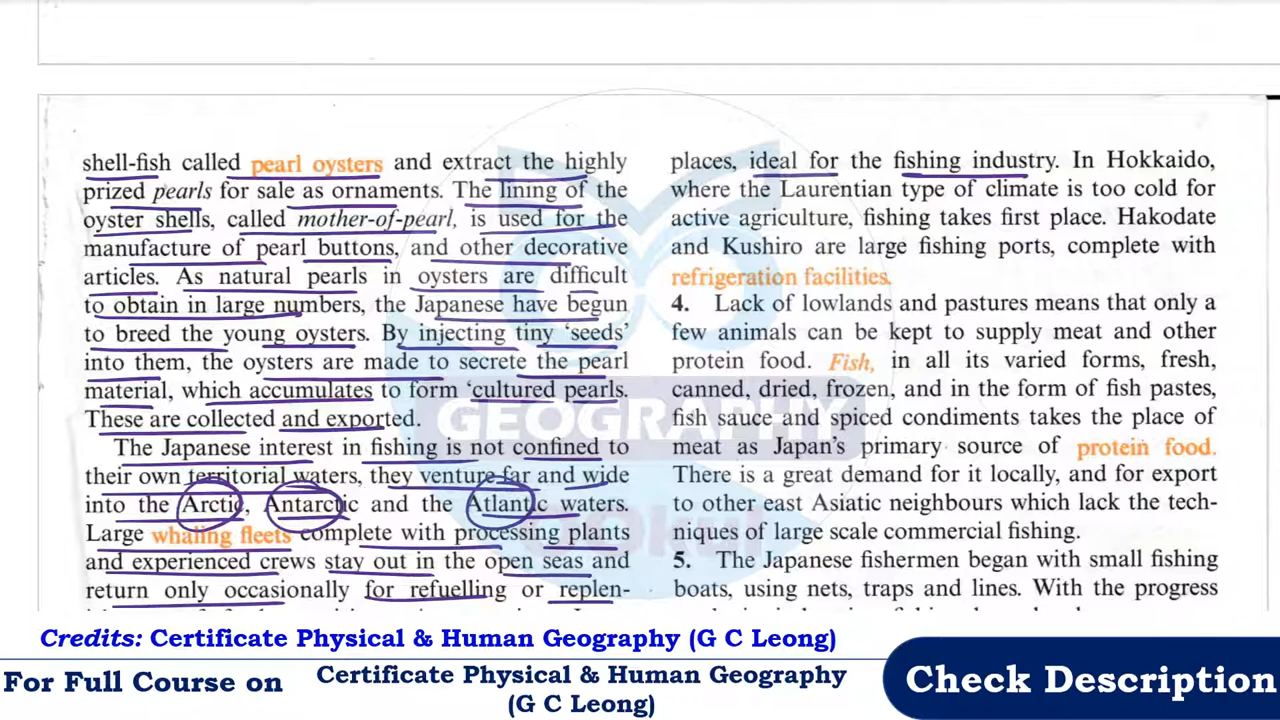 shell-fish called pearl oysters and extract the highly
prized pearls for sale as ornaments. The lining of the
oyster shells, called mother-of-pearl, is used for the
manufacture of pearl buttons, and other decorative
articles. As natural pearls in oysters are difficult
to obtain in large numbers, the Japanese have begun
to breed the young oysters. By injecting tiny ‘seeds’
into them, the oysters are made to secrete the pearl
material, which accumulates to form ‘cultured pearls.
These are collected and exported.
The Japanese interest in fishing is not confined to
their own territorial waters, they venture far and wide
into the Arctic, Antarctic and the Atlantic waters.
Large whaling fleets complete with processing plants
and experienced crews stay out in the open seas and
return only occasionally for refuelling or replen-
places, ideal for the fishing industry. In Hokkaido,
where the Laurentian type of climate is too cold for
active agriculture, fishing takes first place. Hakodate
and Kushiro are large fishing ports, complete with
refrigeration facilities.
4. Lack of lowlands and pastures means that only a
few animals can be kept to supply meat and other
protein food. Fish, in all its varied forms, fresh,
canned, dried, frozen, and in the form of fish pastes,
fish sauce and spiced condiments takes the place of
meat as Japan's primary source of protein food.
There is a great demand for it locally, and for export
to other east Asiatic neighbours which lack the tech-
niques of large scale commercial fishing.
5. The Japanese fishermen began with small fishing
boats, using nets, traps and lines. With the progress
GEOGRAPHY
Credits: Certificate Physical & Human Geography (G C Leong)
For Full Course on
Certificate Physical & Human Geography
(G C Leong)
Check Description